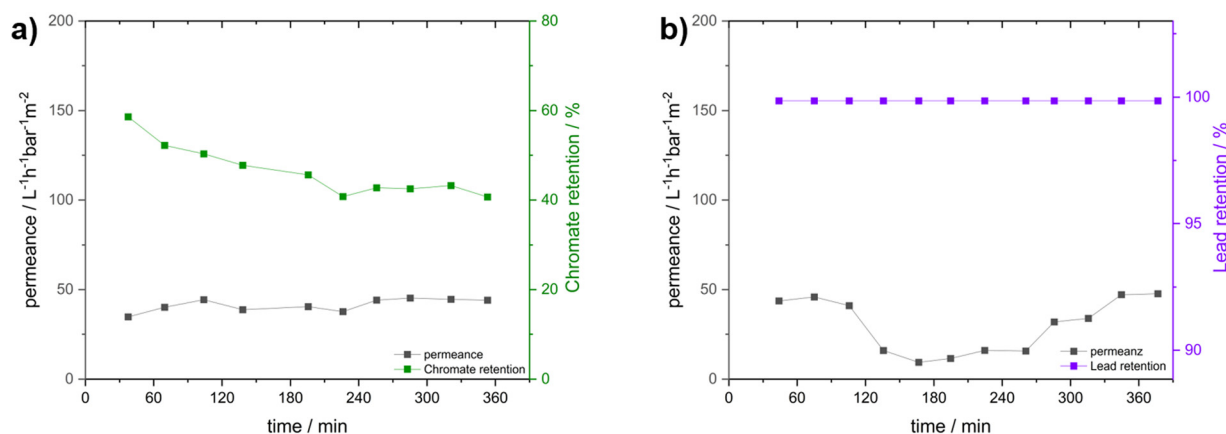 a)
permeance / L⁻¹h⁻¹bar⁻¹m⁻²
200
150
100
50
0
0 60 120 180 240 300 360
time / min
80
60
40
20
0
Chromate retention / %
permeance
Chromate retention
b)
permeance / L⁻¹h⁻¹bar⁻¹m⁻²
200
150
100
50
0
0 60 120 180 240 300 360
time / min
100
95
90
Lead retention / %
permeanz
Lead retention